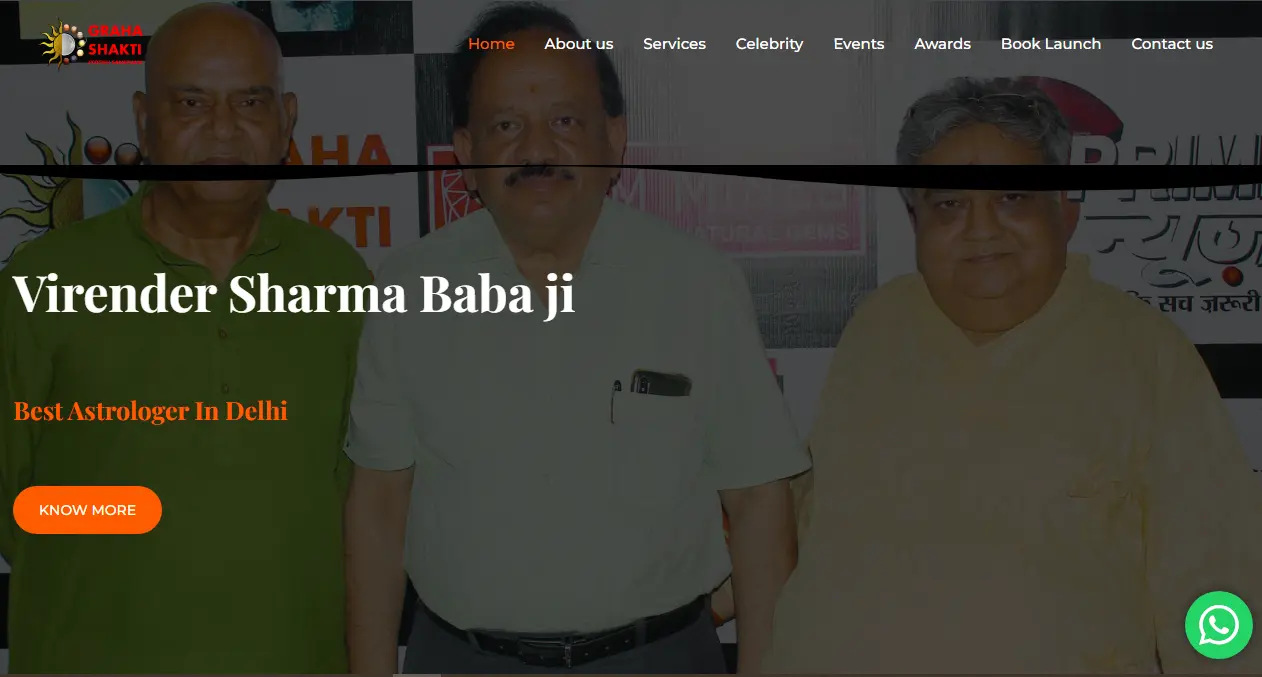 GRAHA
SHAKTI
Home
About us
Services
Celebrity
Events
Awards
Book Launch
Contact us
AHA
AKTI
NATURAL GEMS
PRIM
न्यूज़
सच ज़रूरी
Virender Sharma Baba ji
Best Astrologer In Delhi
KNOW MORE